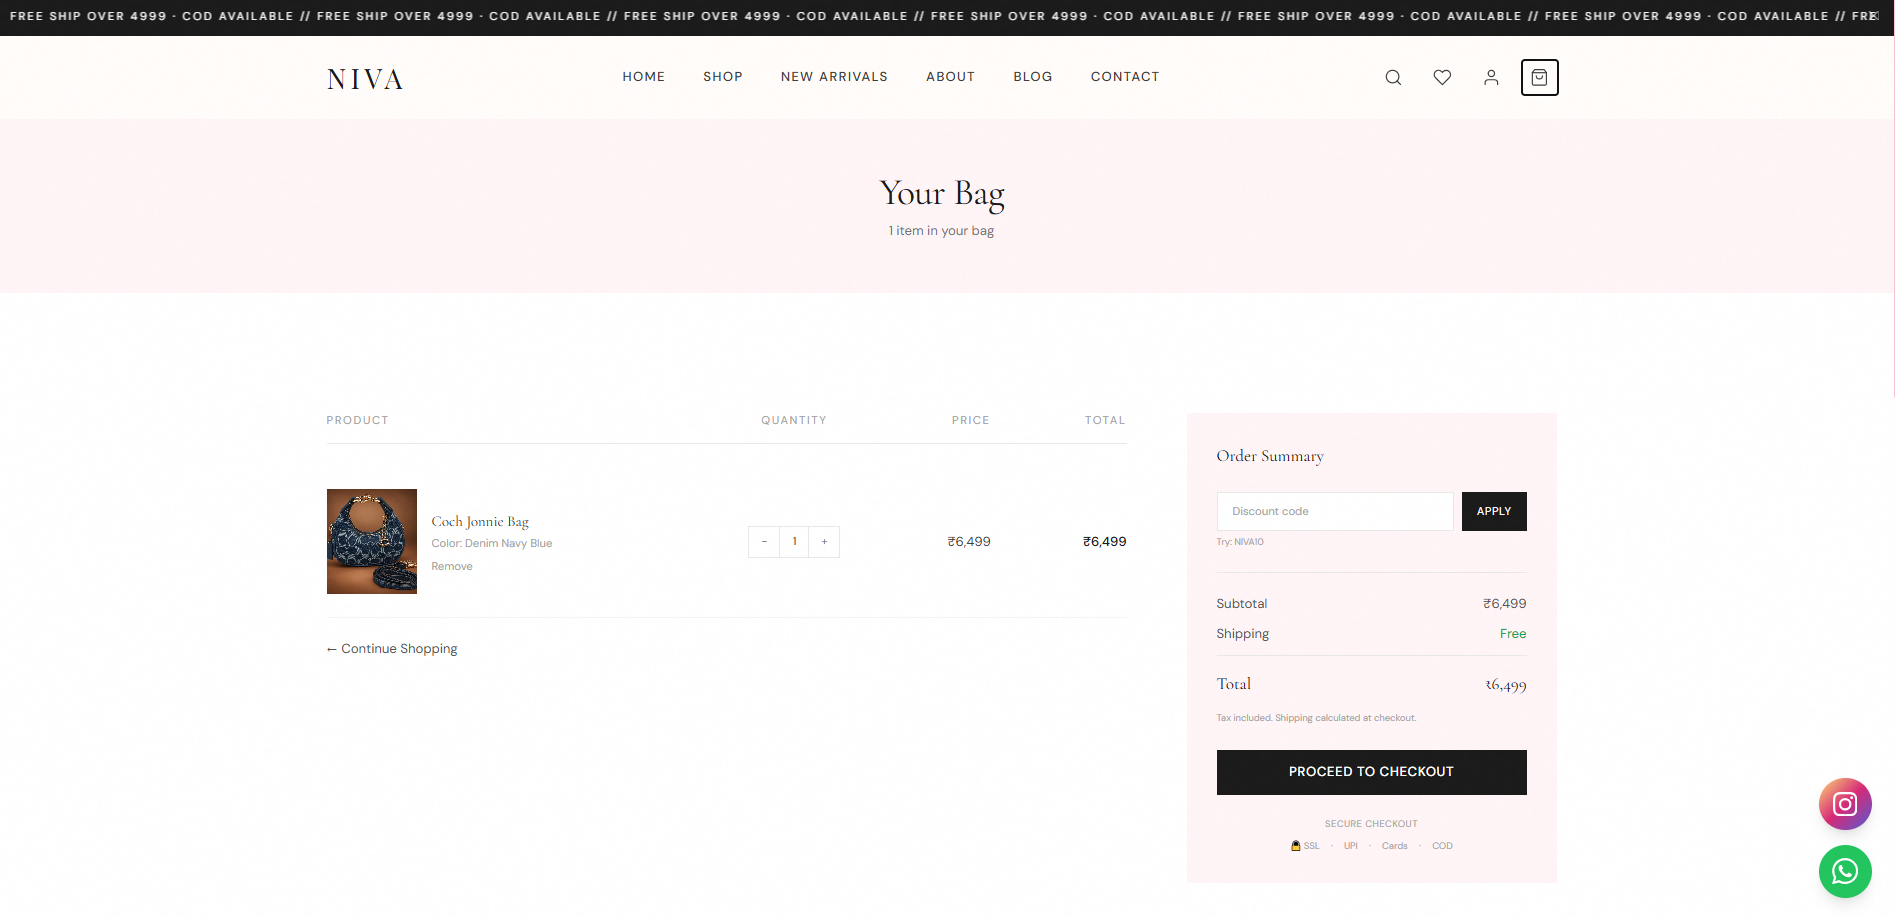 FREE SHIP OVER 4999 · COD AVAILABLE // FREE SHIP OVER 4999 · COD AVAILABLE // FREE SHIP OVER 4999 · COD AVAILABLE // FREE SHIP OVER 4999 · COD AVAILABLE // FREE SHIP OVER 4999 · COD AVAILABLE // FREE SHIP OVER 4999 · COD AVAILABLE //
NIVA
HOME SHOP NEW ARRIVALS ABOUT BLOG CONTACT
Your Bag
1 item in your bag
PRODUCT QUANTITY PRICE TOTAL
Coch Jonnie Bag
Color: Denim Navy Blue
Remove
- 1 + ₹6,499 ₹6,499
← Continue Shopping
Order Summary
Discount code APPLY
Try: NIVA10
Subtotal ₹6,499
Shipping Free
Total ₹6,499
Tax included. Shipping calculated at checkout.
PROCEED TO CHECKOUT
SECURE CHECKOUT
SSL · UPI · Cards · COD